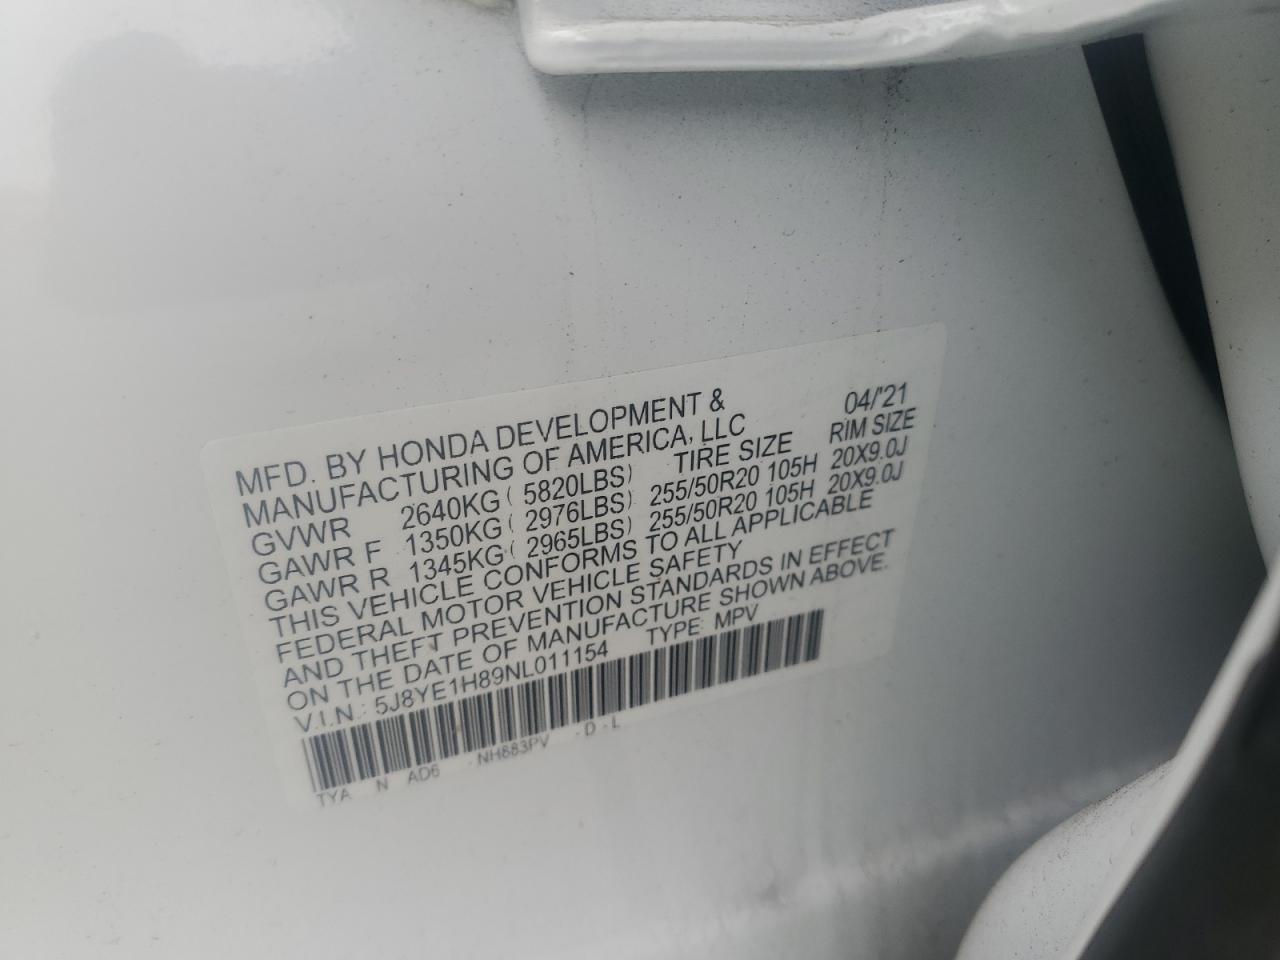 MFD. BY HONDA DEVELOPMENT & 04/'21
MANUFACTURING OF AMERICA, LLC
GVWR 2640KG ( 5820LBS) TIRE SIZE RIM SIZE
GAWR F 1350KG ( 2976LBS) 255/50R20 105H 20X9.0J
GAWR R 1345KG ( 2965LBS) 255/50R20 105H 20X9.0J
THIS VEHICLE CONFORMS TO ALL APPLICABLE
FEDERAL MOTOR VEHICLE SAFETY
AND THEFT PREVENTION STANDARDS IN EFFECT
ON THE DATE OF MANUFACTURE SHOWN ABOVE.
V.I.N.: 5J8YE1H89NL011154 TYPE: MPV
TYA N AD6 -NH883PV -D-L